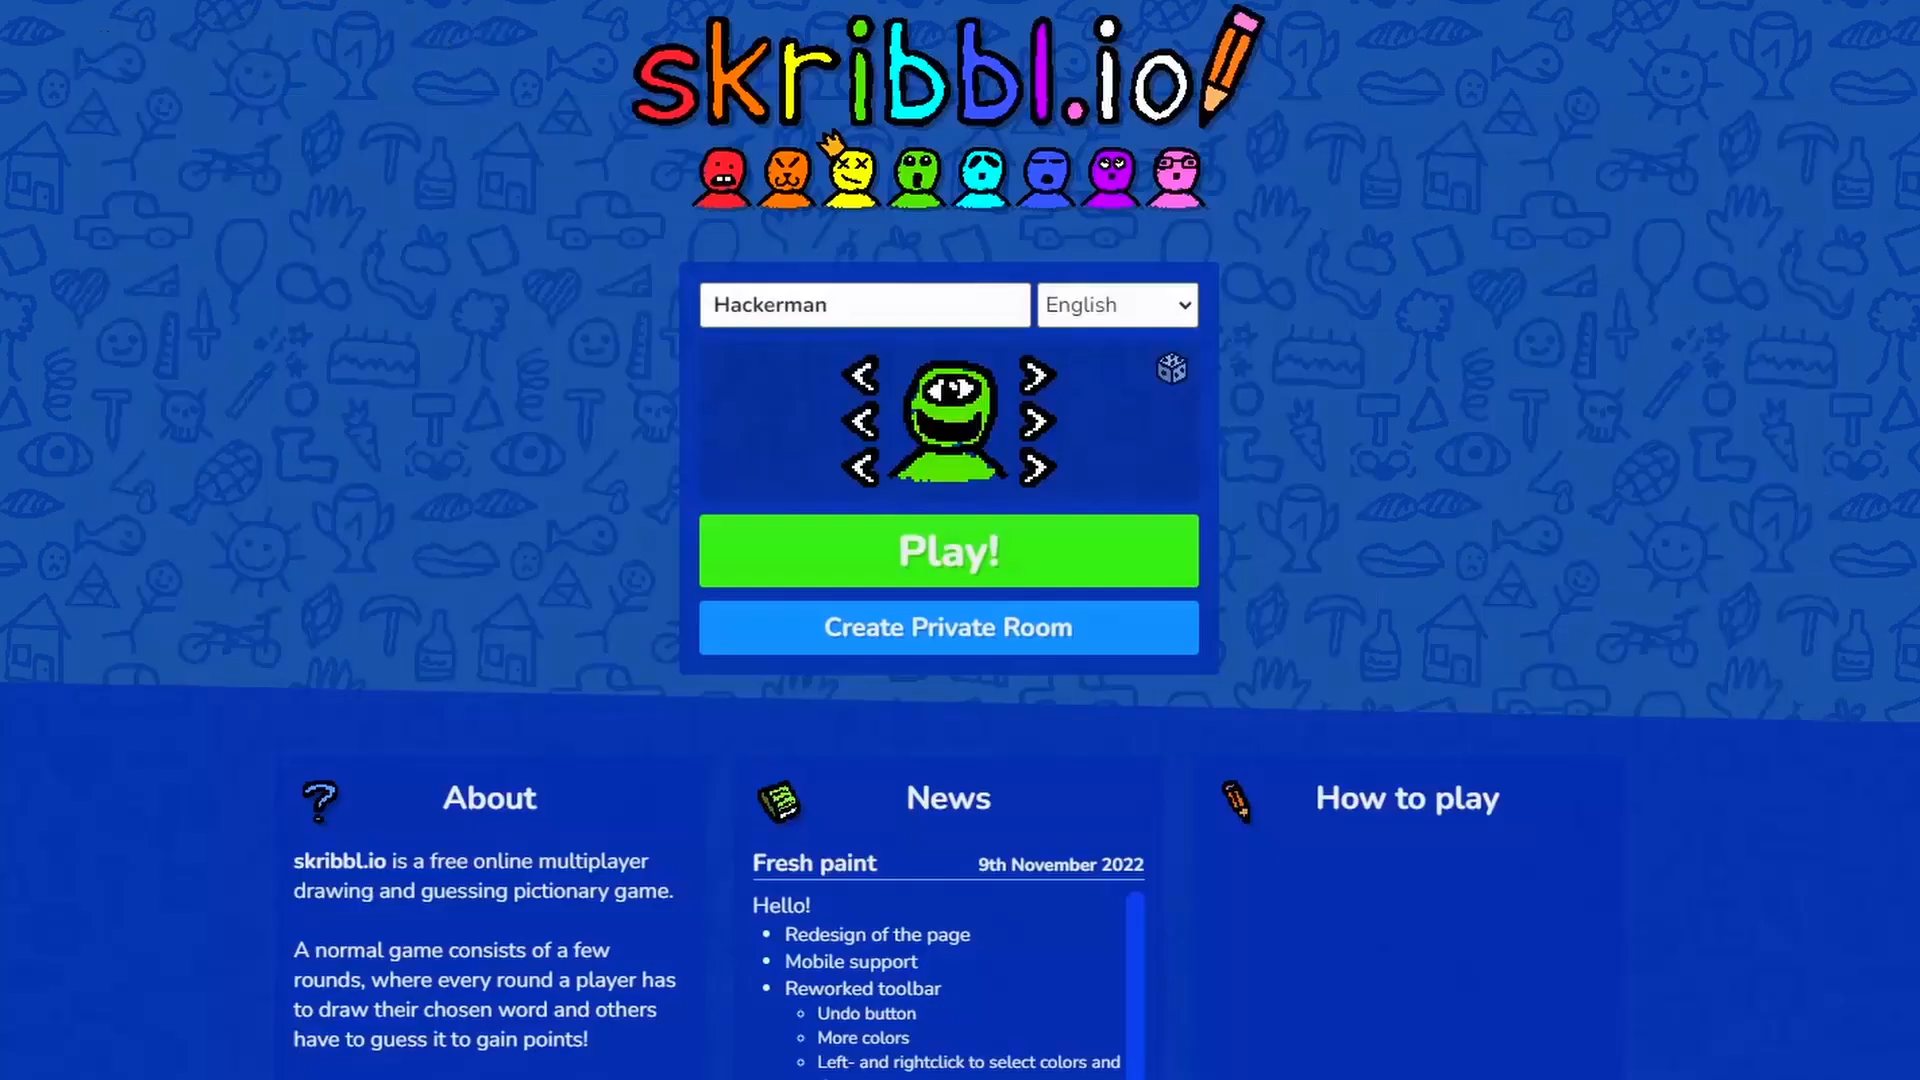 skribbl.io
Hackerman
English
Play!
Create Private Room
About
skribbl.io is a free online multiplayer
drawing and guessing pictionary game.
A normal game consists of a few
rounds, where every round a player has
to draw their chosen word and others
have to guess it to gain points!
News
Fresh paint
9th November 2022
Hello!
Redesign of the page
Mobile support
Reworked toolbar
Undo button
More colors
Left- and rightclick to select colors and
How to play